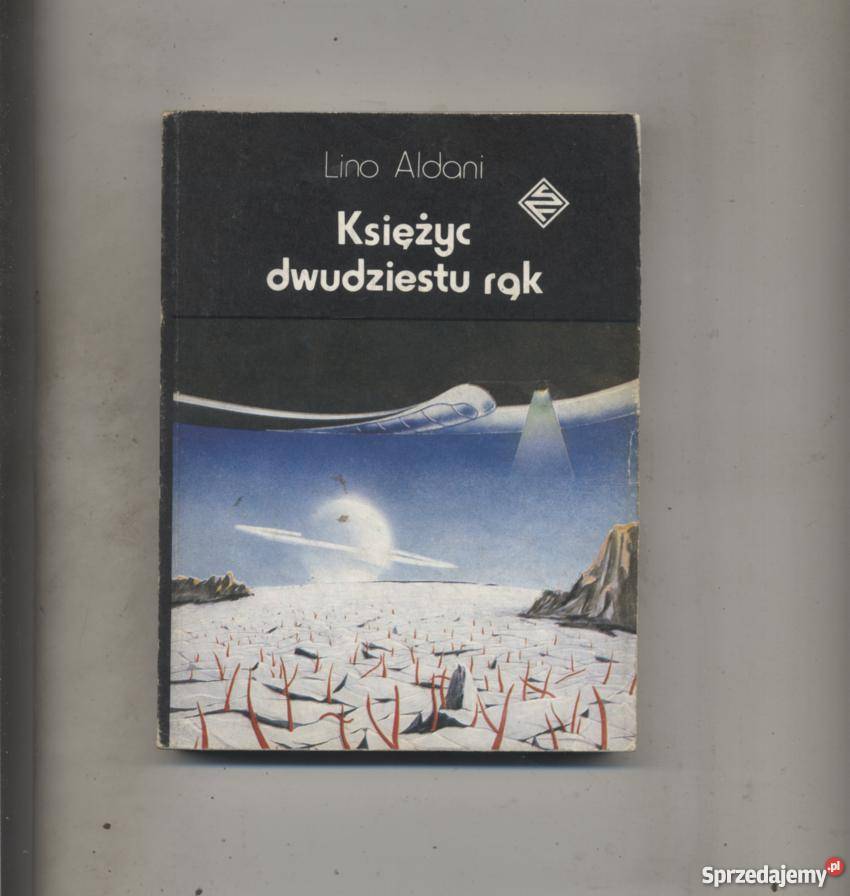 Lino Aldani
Księżyc
dwudziestu rąk
Sprzedajemy.pl